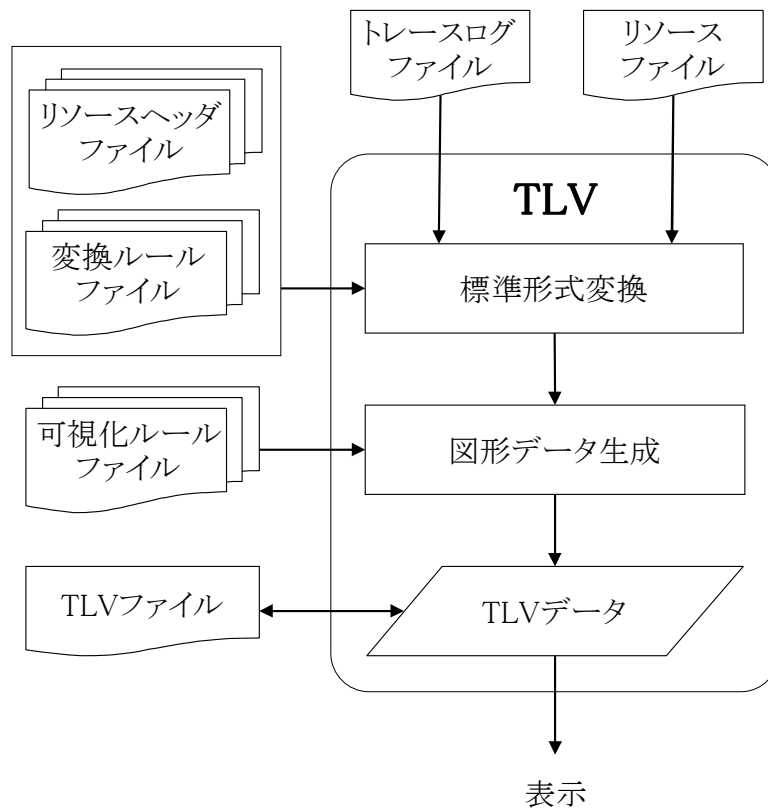 トレースログ
ファイル
リソース
ファイル
リソースヘッダ
ファイル
TLV
変換ルール
ファイル
標準形式変換
可視化ルール
ファイル
図形データ生成
TLVファイル
TLVデータ
表示